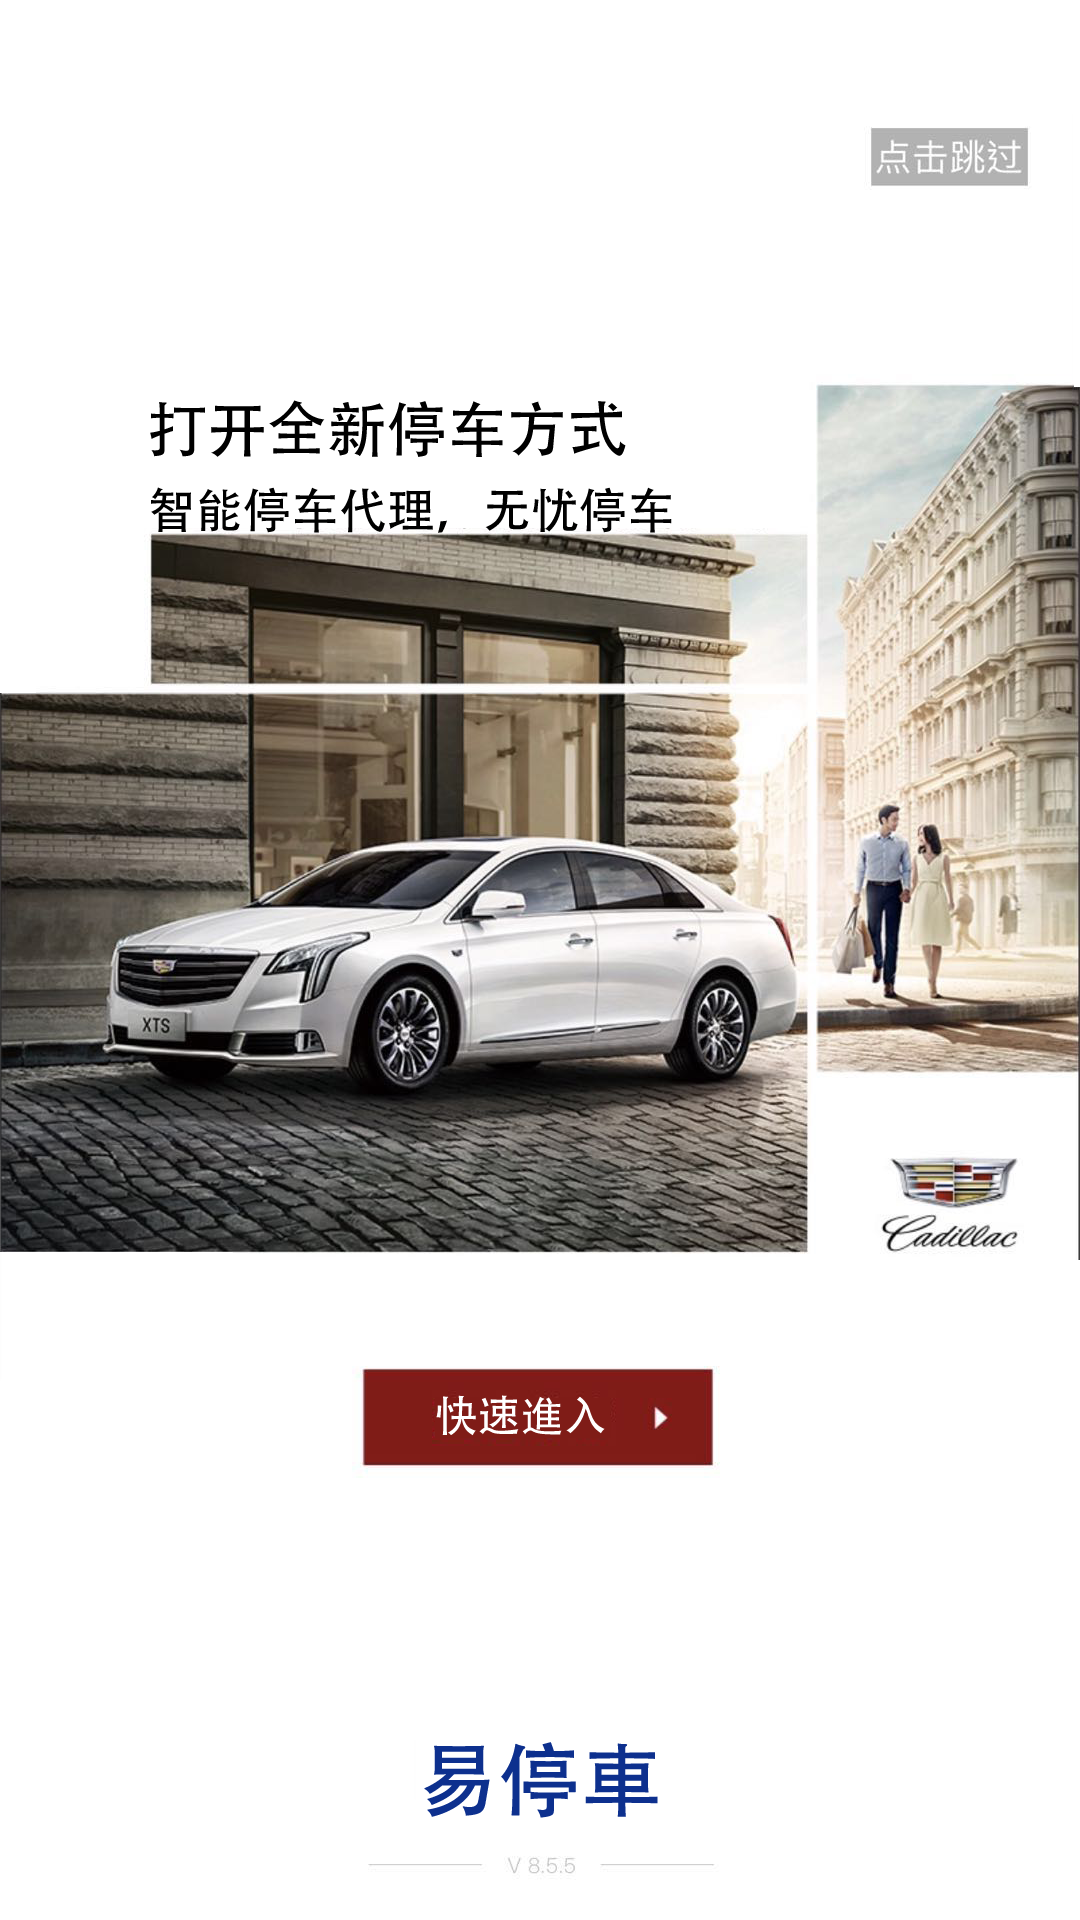 点击跳过
打开全新停车方式
智能停车代理，无忧停车
XTS
Cadillac
快速進入
易停車
V 8.5.5